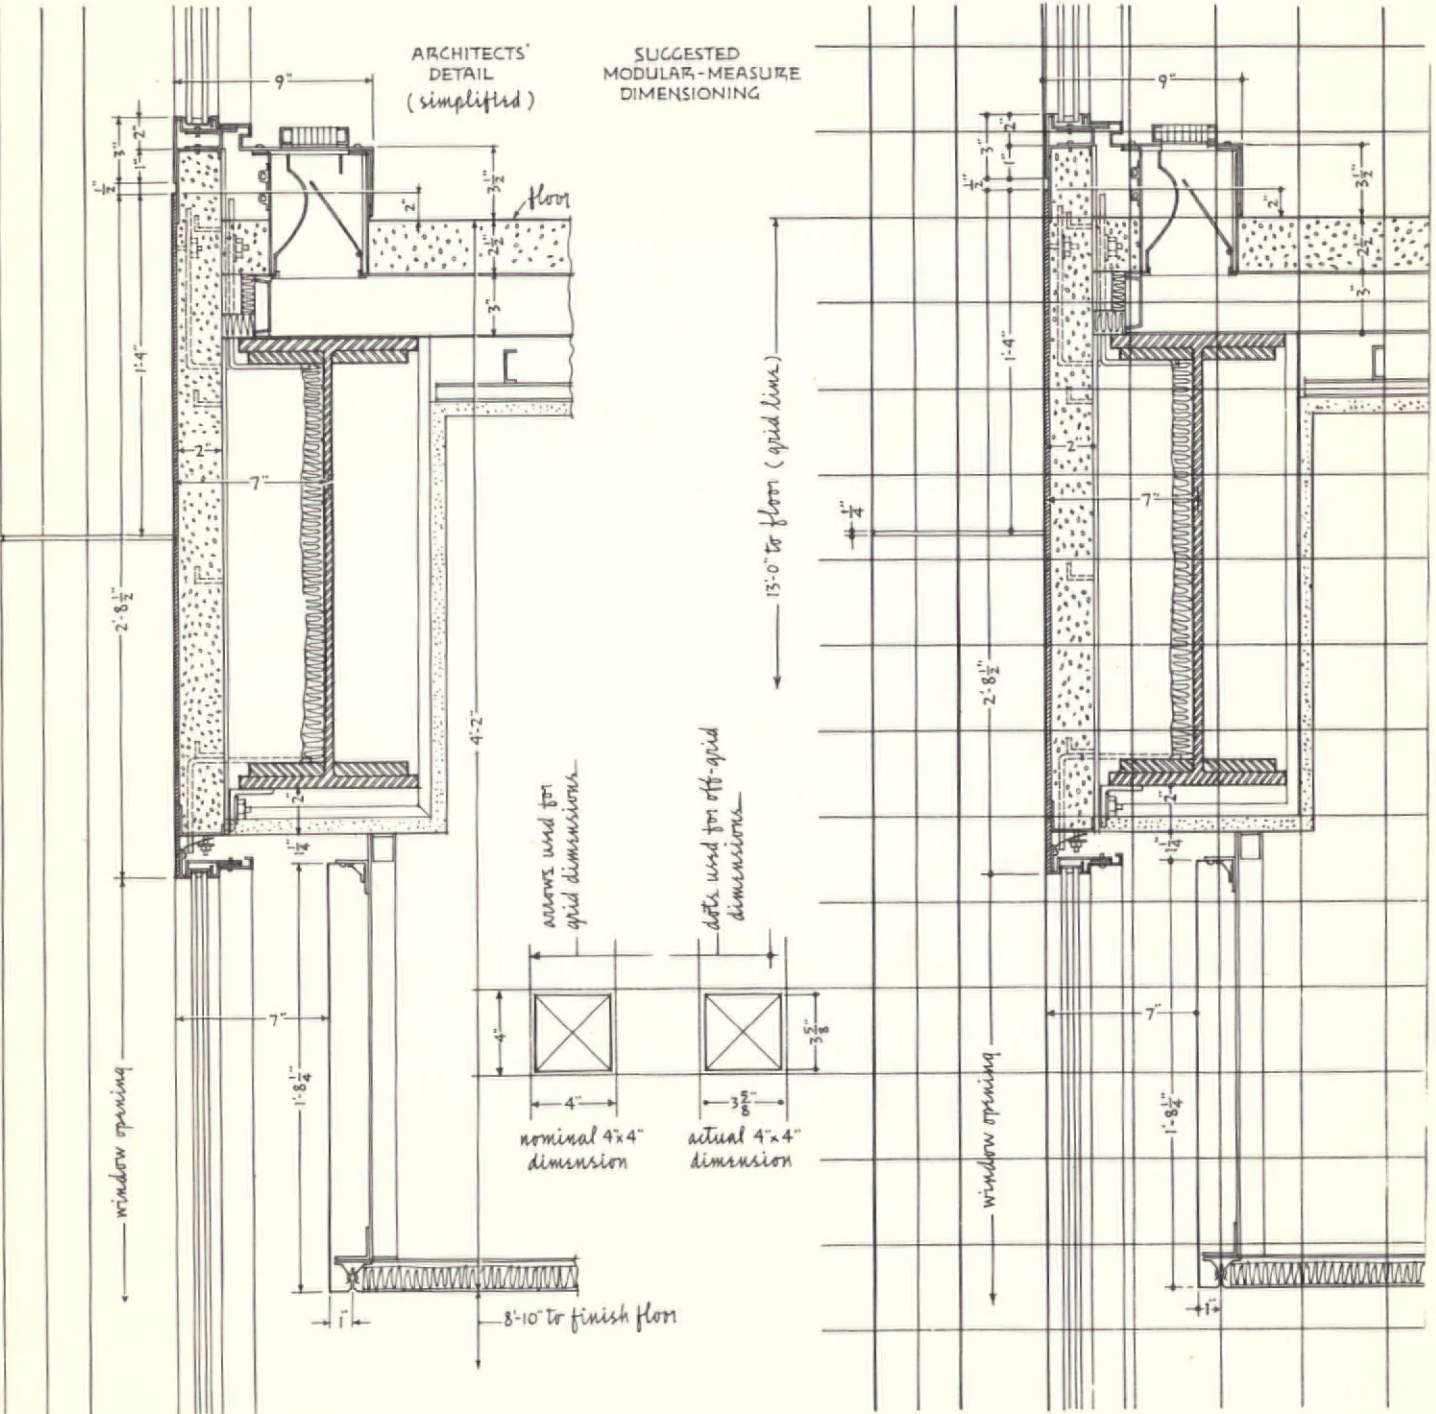 ARCHITECTS'
DETAIL
(simplified)
SUGGESTED
MODULAR-MEASURE
DIMENSIONING
9"
3"
2"
1"
1/2"
3 1/2"
2"
floor
2 1/2"
3"
1'-4"
2"
7"
2'-8 1/2"
4'-2"
2"
1 1/4"
7"
1'-8 1/4"
window opening
1"
8'-10" to finish floor
13'-0" to floor (grid line)
arrows used for
grid dimensions
dots used for off-grid
dimensions
4"
4"
nominal 4"x4"
dimension
3 5/8"
3 5/8"
actual 4"x4"
dimension
9"
3"
2"
1"
1/2"
3 1/2"
2"
2 1/2"
3"
1'-4"
2"
7"
1/4"
2'-8 1/2"
2"
1 1/4"
7"
1'-8 1/4"
window opening
1"